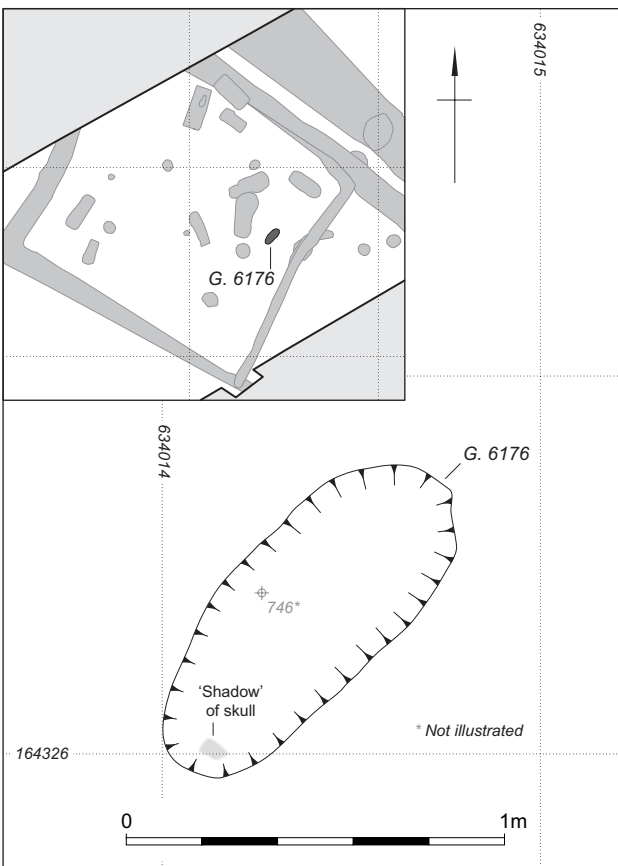 634015
G. 6176
634014
G. 6176
746*
'Shadow'
of skull
* Not illustrated
164326
0 1m